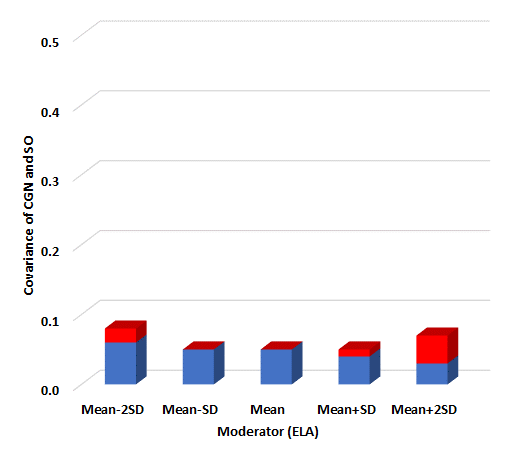 0.5
0.4
0.3
0.2
0.1
0.0
Covariance of CGN and SO
Mean-2SD Mean-SD Mean Mean+SD Mean+2SD
Moderator (ELA)